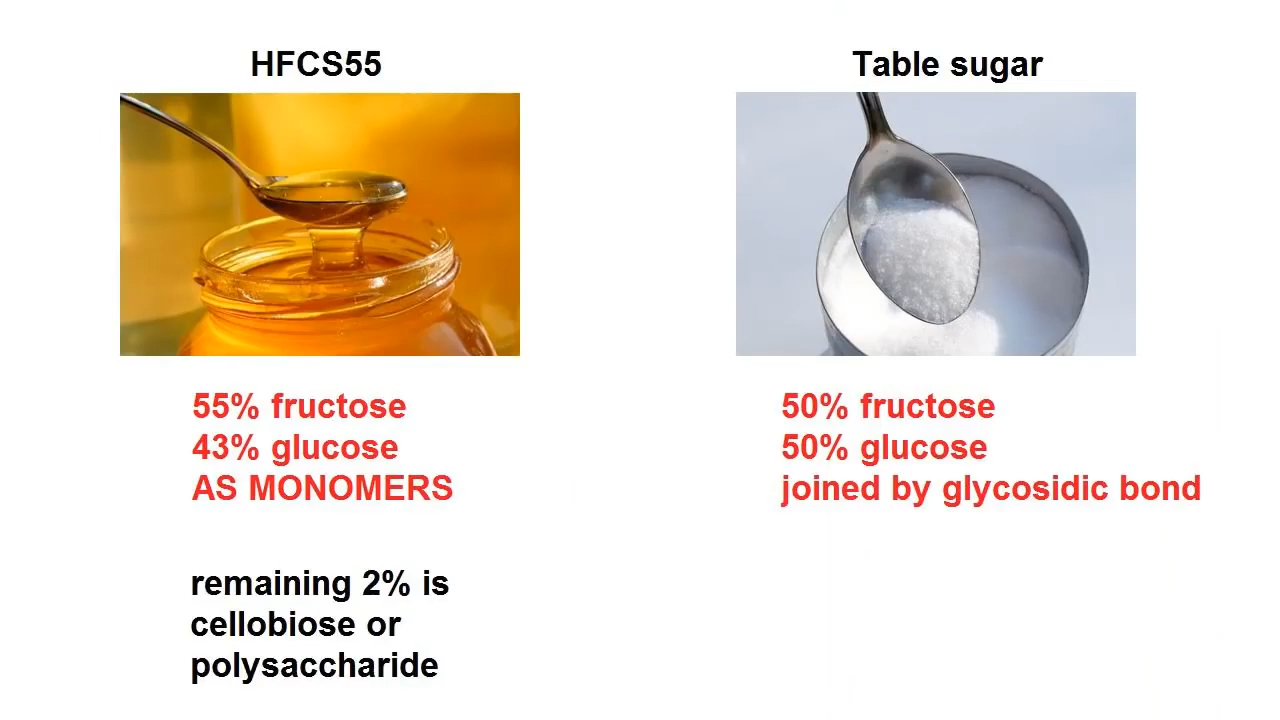 HFCS55
Table sugar
55% fructose
43% glucose
AS MONOMERS
50% fructose
50% glucose
joined by glycosidic bond
remaining 2% is
cellobiose or
polysaccharide